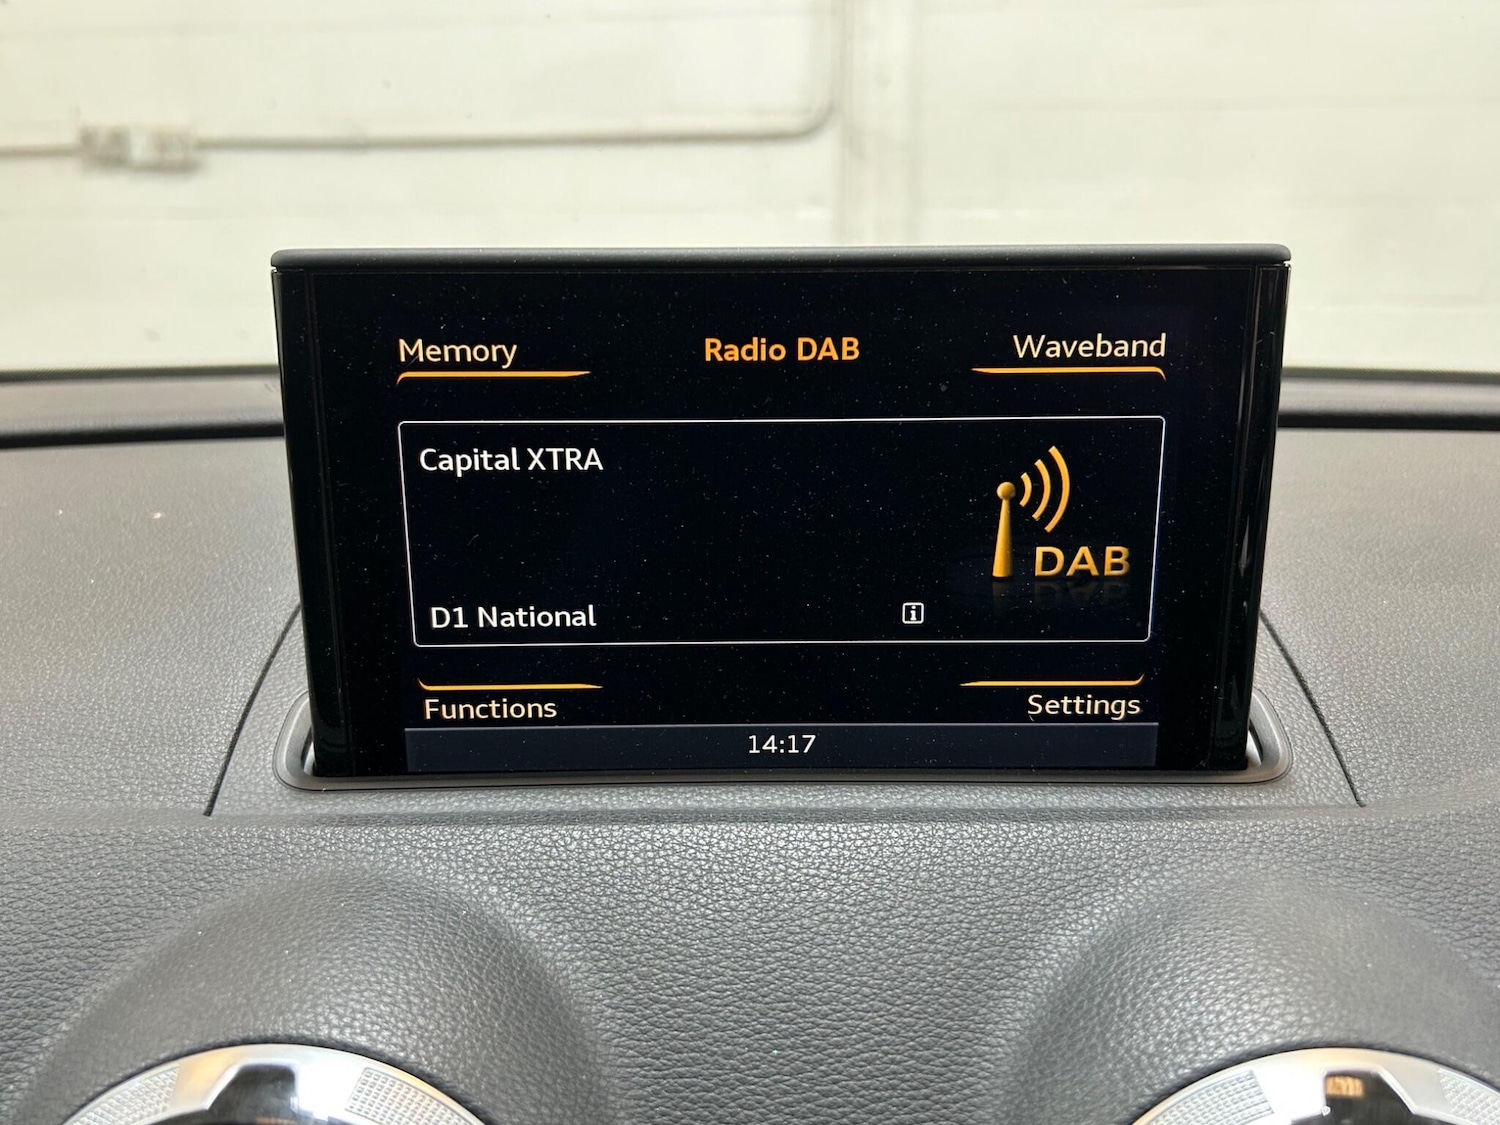 Memory
Radio DAB
Waveband
Capital XTRA
DAB
D1 National
i
Functions
Settings
14:17